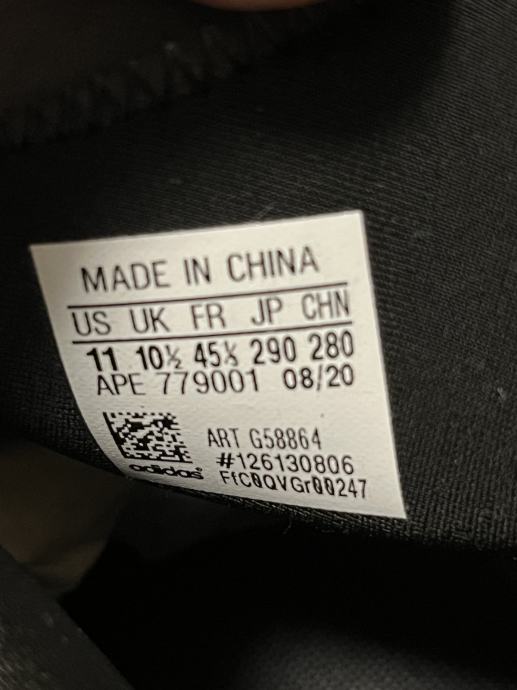 MADE IN CHINA
US UK FR JP CHN
11 10½ 45⅓ 290 280
APE 779001 08/20
ART G58864
#126130806
adidas
FfC0QVGr00247